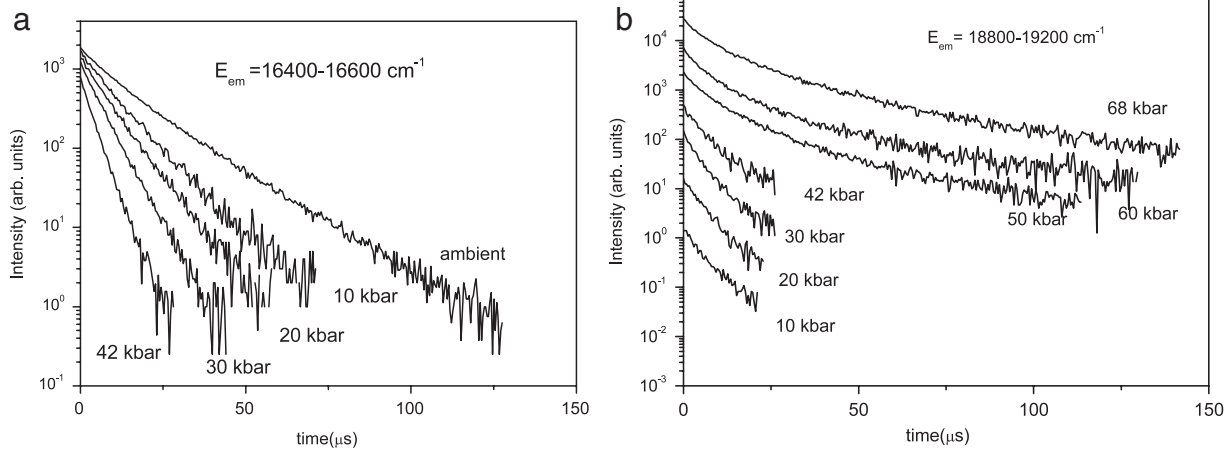 a
E_em =16400-16600 cm⁻¹
Intensity (arb. units)
10³
10²
10¹
10⁰
10⁻¹
ambient
10 kbar
20 kbar
42 kbar
30 kbar
0
50
100
150
time(μs)
b
E_em= 18800-19200 cm⁻¹
Intensity (arb. units)
10⁴
10³
10²
10¹
10⁰
10⁻¹
10⁻²
10⁻³
68 kbar
42 kbar
50 kbar
60 kbar
30 kbar
20 kbar
10 kbar
0
50
100
150
time(μs)